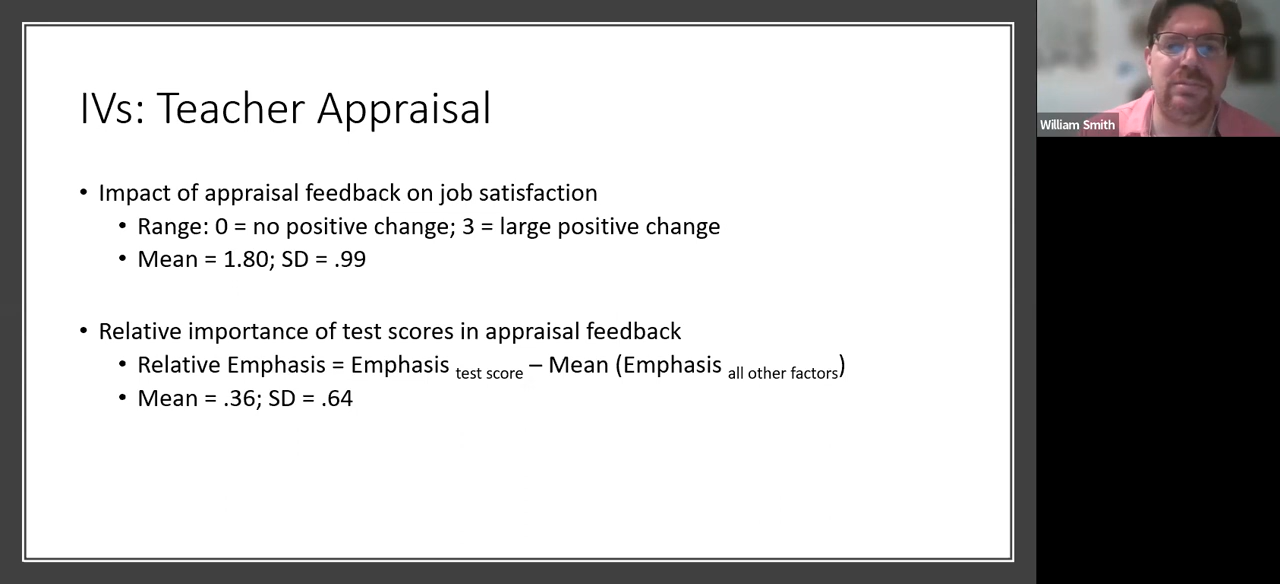 IVs: Teacher Appraisal
• Impact of appraisal feedback on job satisfaction
• Range: 0 = no positive change; 3 = large positive change
• Mean = 1.80; SD = .99
• Relative importance of test scores in appraisal feedback
• Relative Emphasis = Emphasis test score – Mean (Emphasis all other factors)
• Mean = .36; SD = .64
William Smith